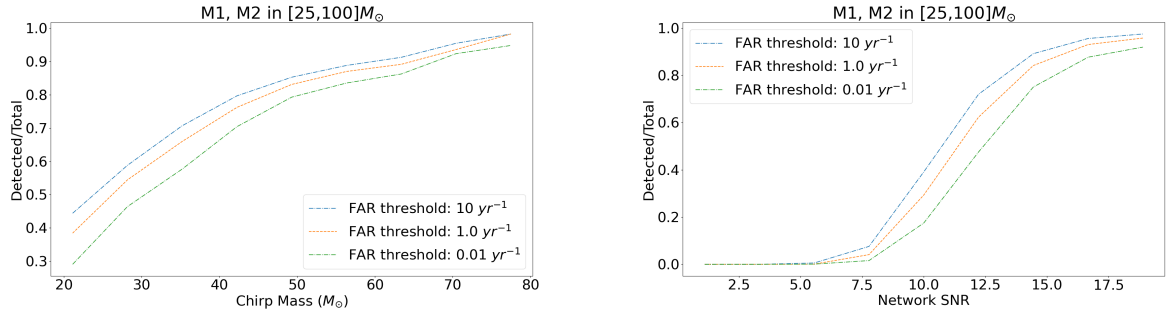 M1, M2 in [25,100]M⊙
1.0
0.9
0.8
0.7
0.6
0.5
0.4
0.3
Detected/Total
FAR threshold: 10 yr⁻¹
FAR threshold: 1.0 yr⁻¹
FAR threshold: 0.01 yr⁻¹
20 30 40 50 60 70 80
Chirp Mass (M⊙)
M1, M2 in [25,100]M⊙
1.0
0.8
0.6
0.4
0.2
0.0
Detected/Total
FAR threshold: 10 yr⁻¹
FAR threshold: 1.0 yr⁻¹
FAR threshold: 0.01 yr⁻¹
2.5 5.0 7.5 10.0 12.5 15.0 17.5
Network SNR